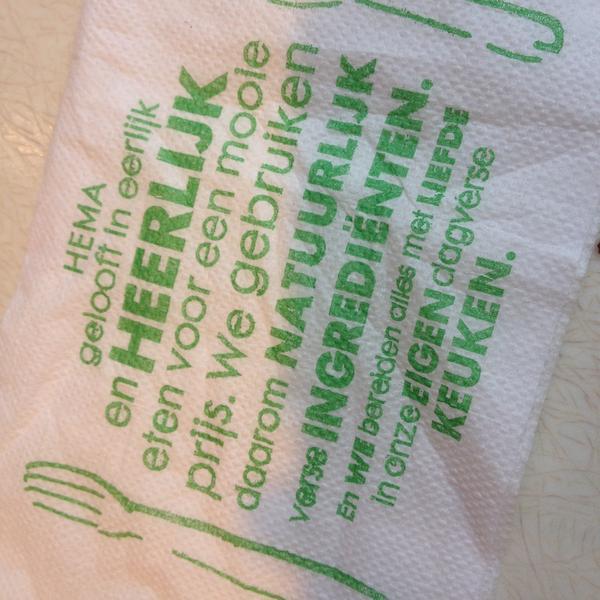 HEMA
gelooft in eerlijk
en HEERLIJK
eten voor een mooie
prijs. We gebruiken
daarom NATUURLIJK
verse INGREDIËNTEN.
En WE bereiden alles met LIEFDE
in onze EIGEN dagverse
KEUKEN.